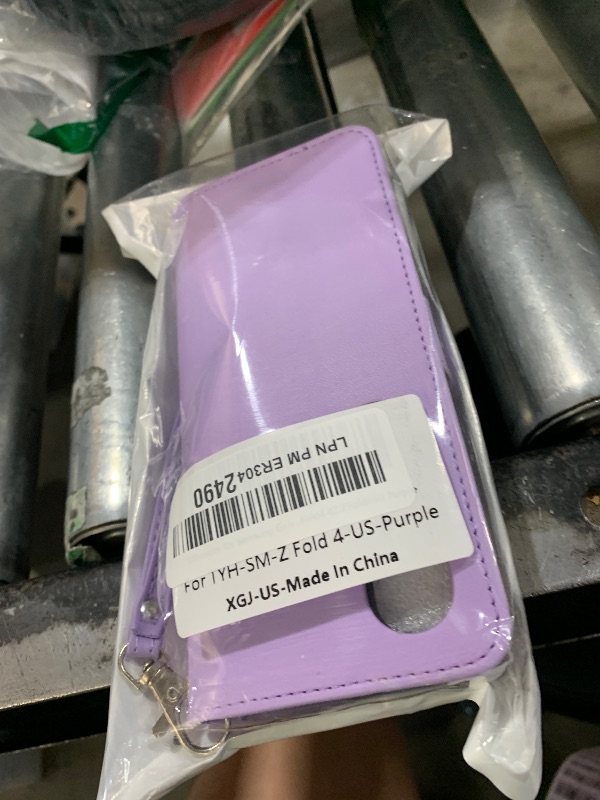 LPN PM ER3042490
For TYH-SM-Z Fold 4-US-Purple
XGJ-US-Made In China